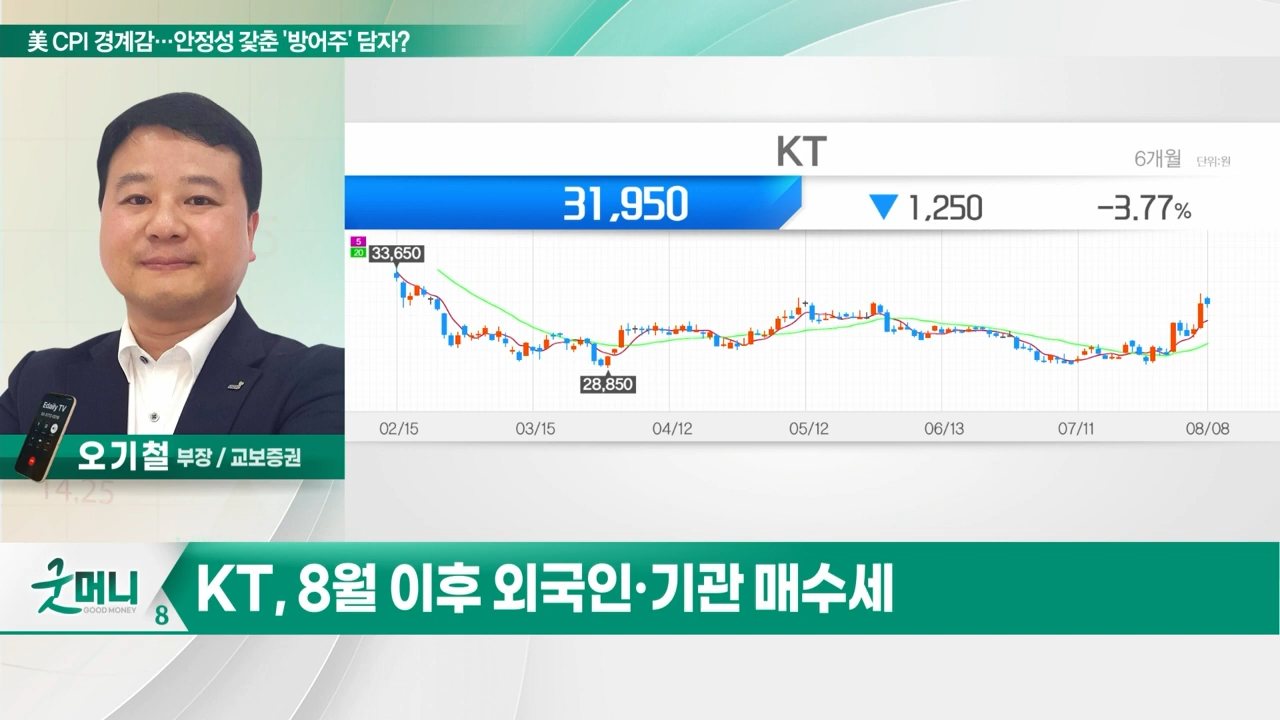 美 CPI 경계감…안정성 갖춘 '방어주' 담자?
KT
6개월 단위:원
31,950 ▼ 1,250 -3.77%
5
20
33,650
28,850
02/15 03/15 04/12 05/12 06/13 07/11 08/08
Edaily TV
오기철 부장 / 교보증권
14.25
굿머니
GOOD MONEY
8
KT, 8월 이후 외국인·기관 매수세